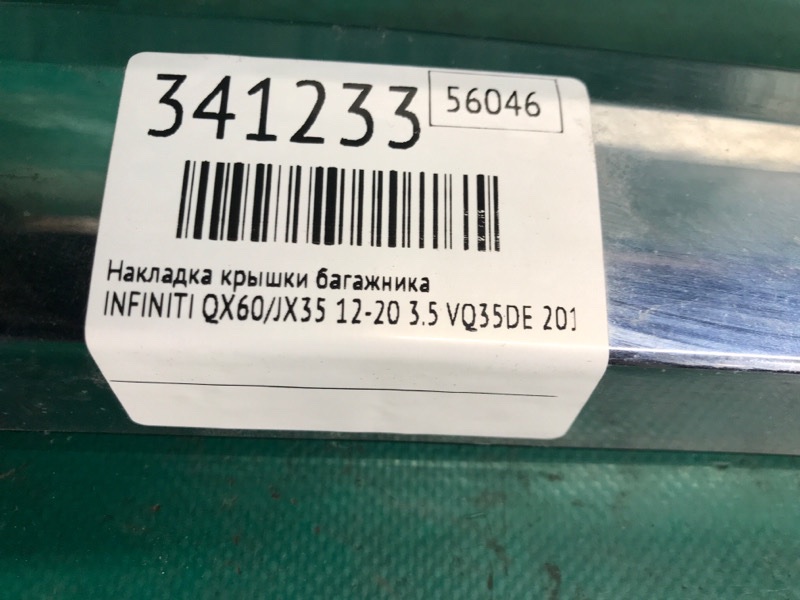 341233
56046
Накладка крышки багажника
INFINITI QX60/JX35 12-20 3.5 VQ35DE 201